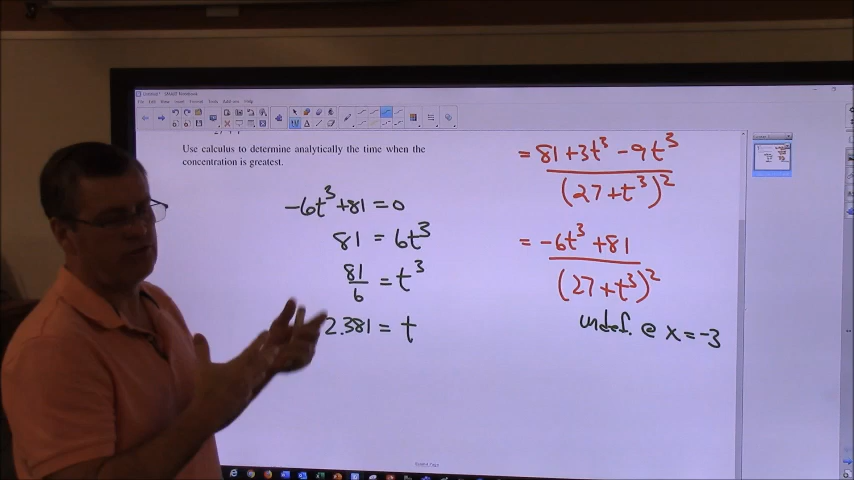 Use calculus to determine analytically the time when the
concentration is greatest.
-6t³+81=0
81 = 6t³
81/6 = t³
2.381 = t
= 81+3t³-9t³/(27+t³)²
= -6t³+81/(27+t³)²
undef. @ x=-3